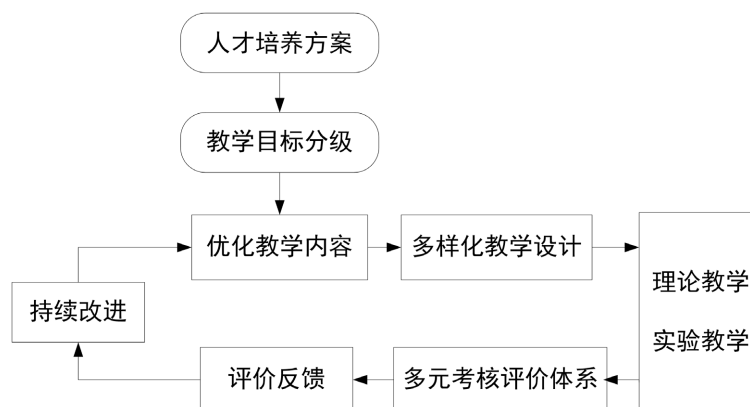 人才培养方案
教学目标分级
优化教学内容
多样化教学设计
理论教学
实验教学
多元考核评价体系
评价反馈
持续改进